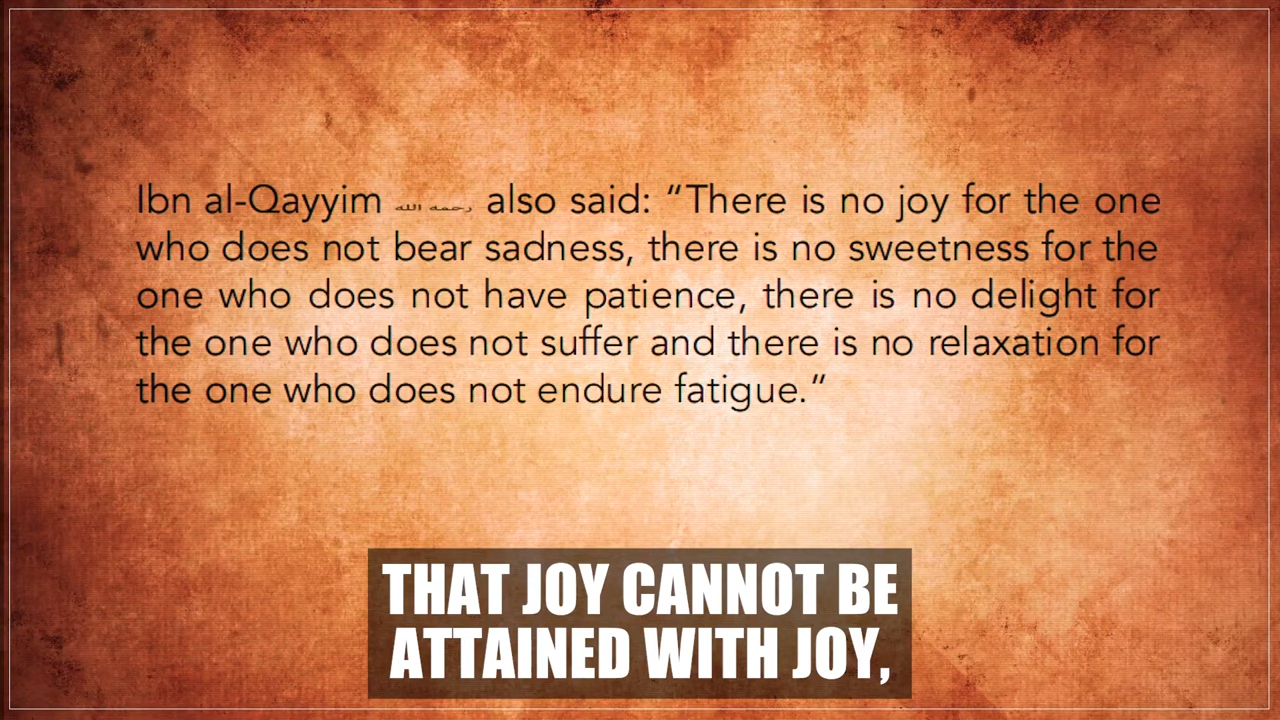 Ibn al-Qayyim رحمه الله also said: “There is no joy for the one
who does not bear sadness, there is no sweetness for the
one who does not have patience, there is no delight for
the one who does not suffer and there is no relaxation for
the one who does not endure fatigue.”
THAT JOY CANNOT BE
ATTAINED WITH JOY,